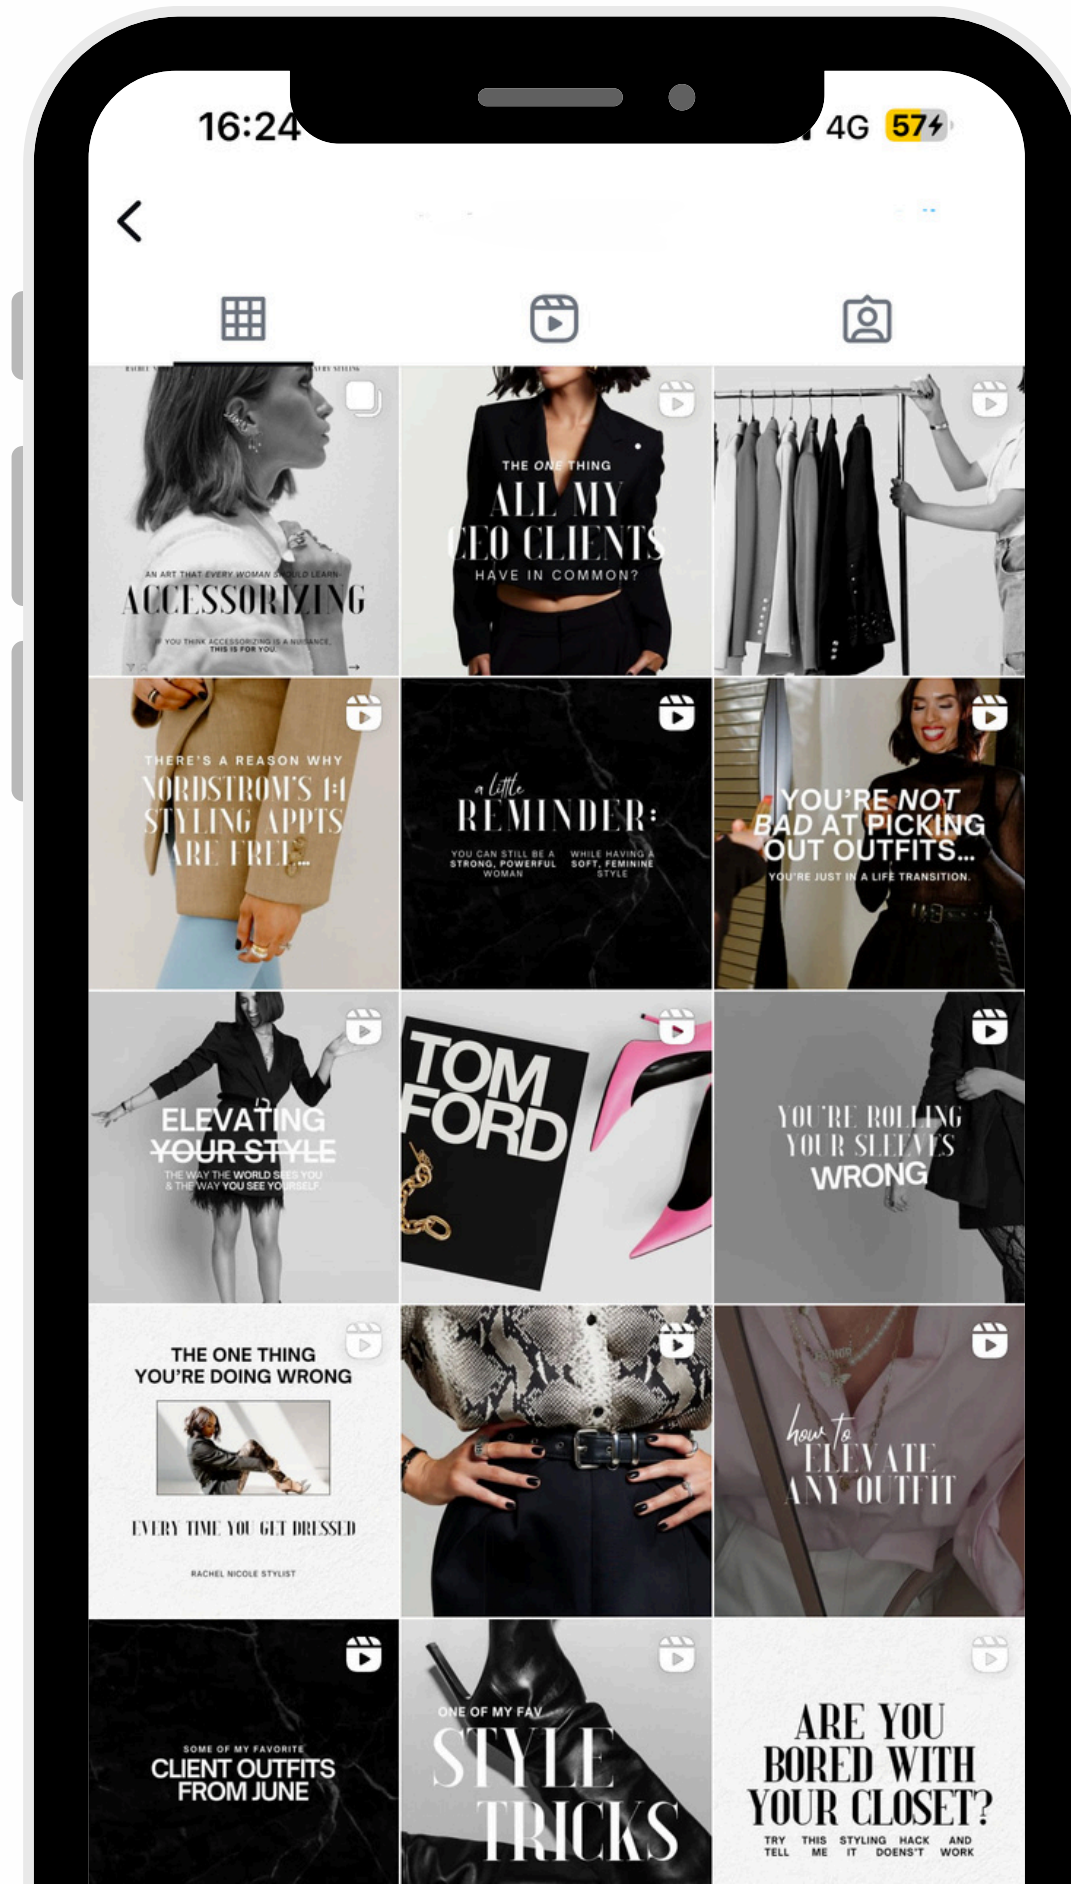 16:24
4G 57
AN ART THAT EVERY WOMAN SHOULD LEARN
ACCESSORIZING
IF YOU THINK ACCESSORIZING IS A NUISANCE,
THIS IS FOR YOU.
THE ONE THING
ALL MY
CEO CLIENTS
HAVE IN COMMON?
THERE'S A REASON WHY
NORDSTROM'S 1:1
STYLING APPTS
ARE FREE...
a little
REMINDER:
YOU CAN STILL BE A
STRONG, POWERFUL
WOMAN
WHILE HAVING A
SOFT, FEMININE
STYLE
YOU'RE NOT
BAD AT PICKING
OUT OUTFITS...
YOU'RE JUST IN A LIFE TRANSITION.
ELEVATING
YOUR STYLE
THE WAY THE WORLD SEES YOU
& THE WAY YOU SEE YOURSELF.
TOM
FORD
YOU'RE ROLLING
YOUR SLEEVES
WRONG
THE ONE THING
YOU'RE DOING WRONG
EVERY TIME YOU GET DRESSED
RACHEL NICOLE STYLIST
how to
ELEVATE
ANY OUTFIT
SOME OF MY FAVORITE
CLIENT OUTFITS
FROM JUNE
ONE OF MY FAV
STYLE
TRICKS
ARE YOU
BORED WITH
YOUR CLOSET?
TRY THIS STYLING HACK AND
TELL ME IT DOENS'T WORK